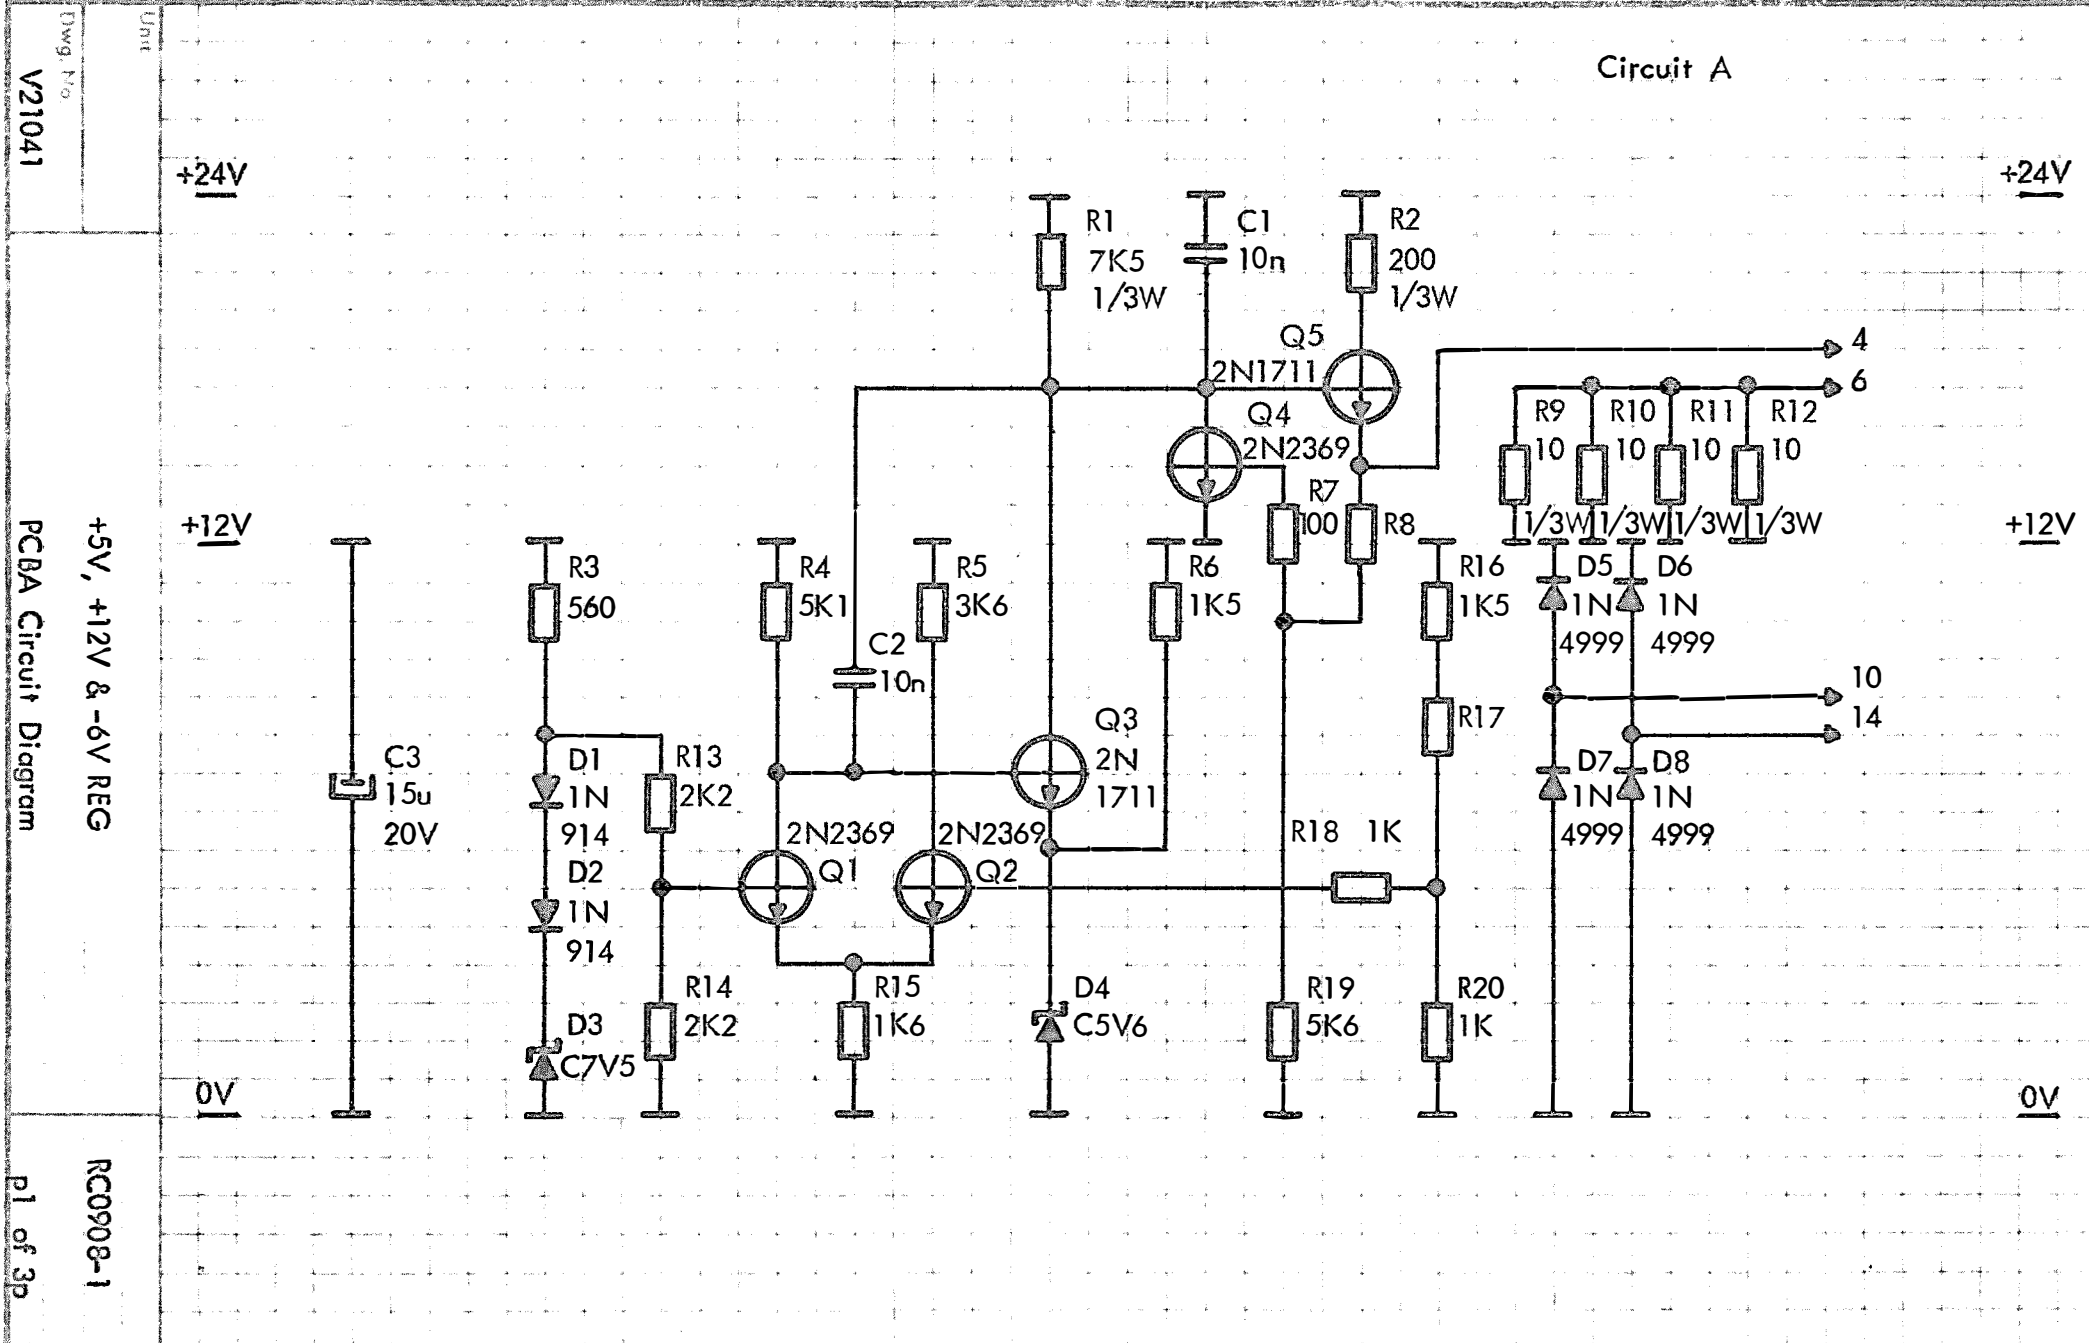 Unit
Dwg. No.
V21041
+5V, +12V & -6V REG
PCBA Circuit Diagram
RC0908-1
p1 of 3p
Circuit A
+24V
+24V
R1
7K5
1/3W
C1
10n
R2
200
1/3W
Q5
2N1711
4
6
Q4
2N2369
R9
10
1/3W
R10
10
1/3W
R11
10
1/3W
R12
10
1/3W
R7
100
R8
+12V
+12V
R3
560
R4
5K1
R5
3K6
R6
1K5
R16
1K5
D5
1N
4999
D6
1N
4999
C2
10n
10
14
R17
Q3
2N
1711
C3
15u
20V
D1
1N
914
R13
2K2
D7
1N
4999
D8
1N
4999
2N2369
Q1
2N2369
Q2
R18 1K
D2
1N
914
R14
2K2
R15
1K6
D4
C5V6
R19
5K6
R20
1K
D3
C7V5
0V
0V